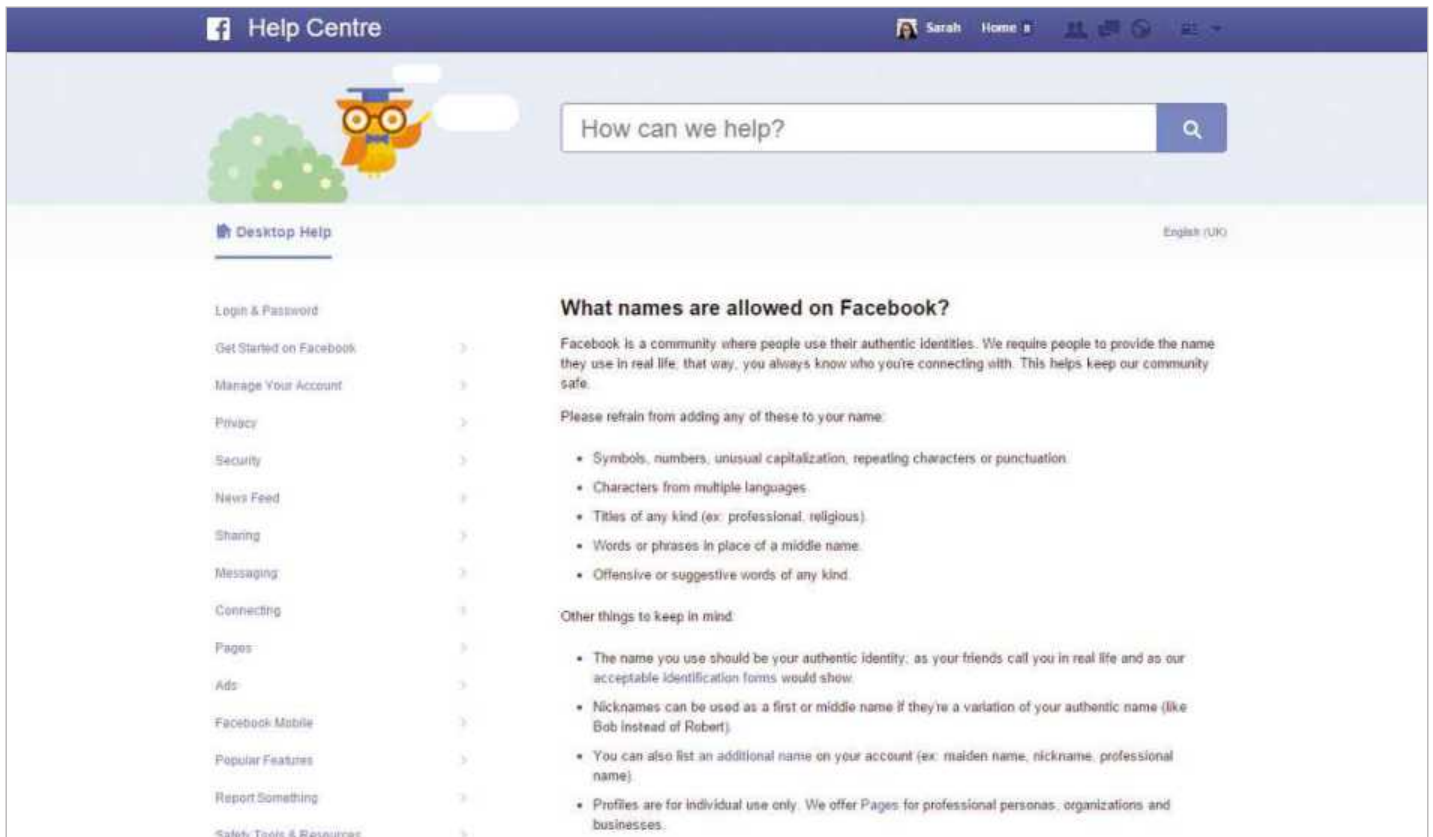 f Help Centre
Sarah Home 8
How can we help?
Desktop Help
English (UK)
Login & Password
Get Started on Facebook
Manage Your Account
Privacy
Security
News Feed
Sharing
Messaging
Connecting
Pages
Ads
Facebook Mobile
Popular Features
Report Something
Safety Tools & Resources
What names are allowed on Facebook?
Facebook is a community where people use their authentic identities. We require people to provide the name
they use in real life; that way, you always know who you're connecting with. This helps keep our community
safe.
Please refrain from adding any of these to your name:
• Symbols, numbers, unusual capitalization, repeating characters or punctuation.
• Characters from multiple languages.
• Titles of any kind (ex: professional, religious).
• Words or phrases in place of a middle name.
• Offensive or suggestive words of any kind.
Other things to keep in mind:
• The name you use should be your authentic identity; as your friends call you in real life and as our
acceptable identification forms would show.
• Nicknames can be used as a first or middle name if they're a variation of your authentic name (like
Bob instead of Robert).
• You can also list an additional name on your account (ex: maiden name, nickname, professional
name).
• Profiles are for individual use only. We offer Pages for professional personas, organizations and
businesses.